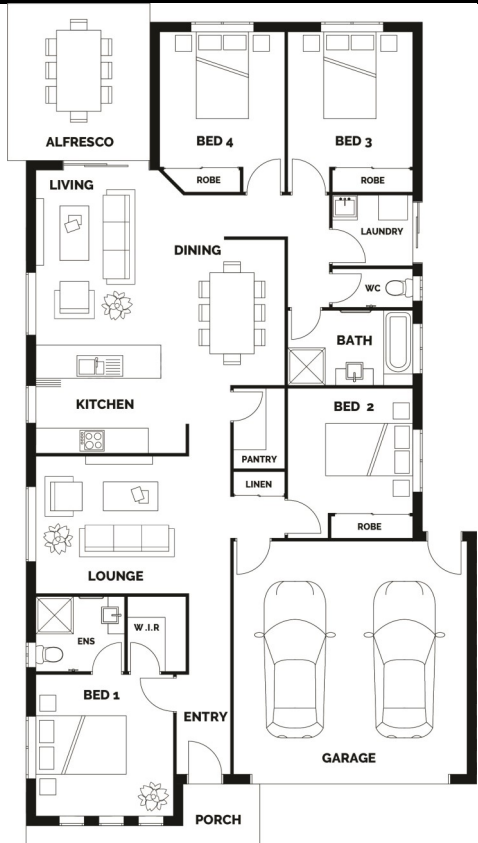 ALFRESCO
BED 4
BED 3
ROBE
ROBE
LIVING
LAUNDRY
DINING
WC
BATH
KITCHEN
BED 2
PANTRY
LINEN
ROBE
LOUNGE
ENS
W.I.R
BED 1
ENTRY
GARAGE
PORCH